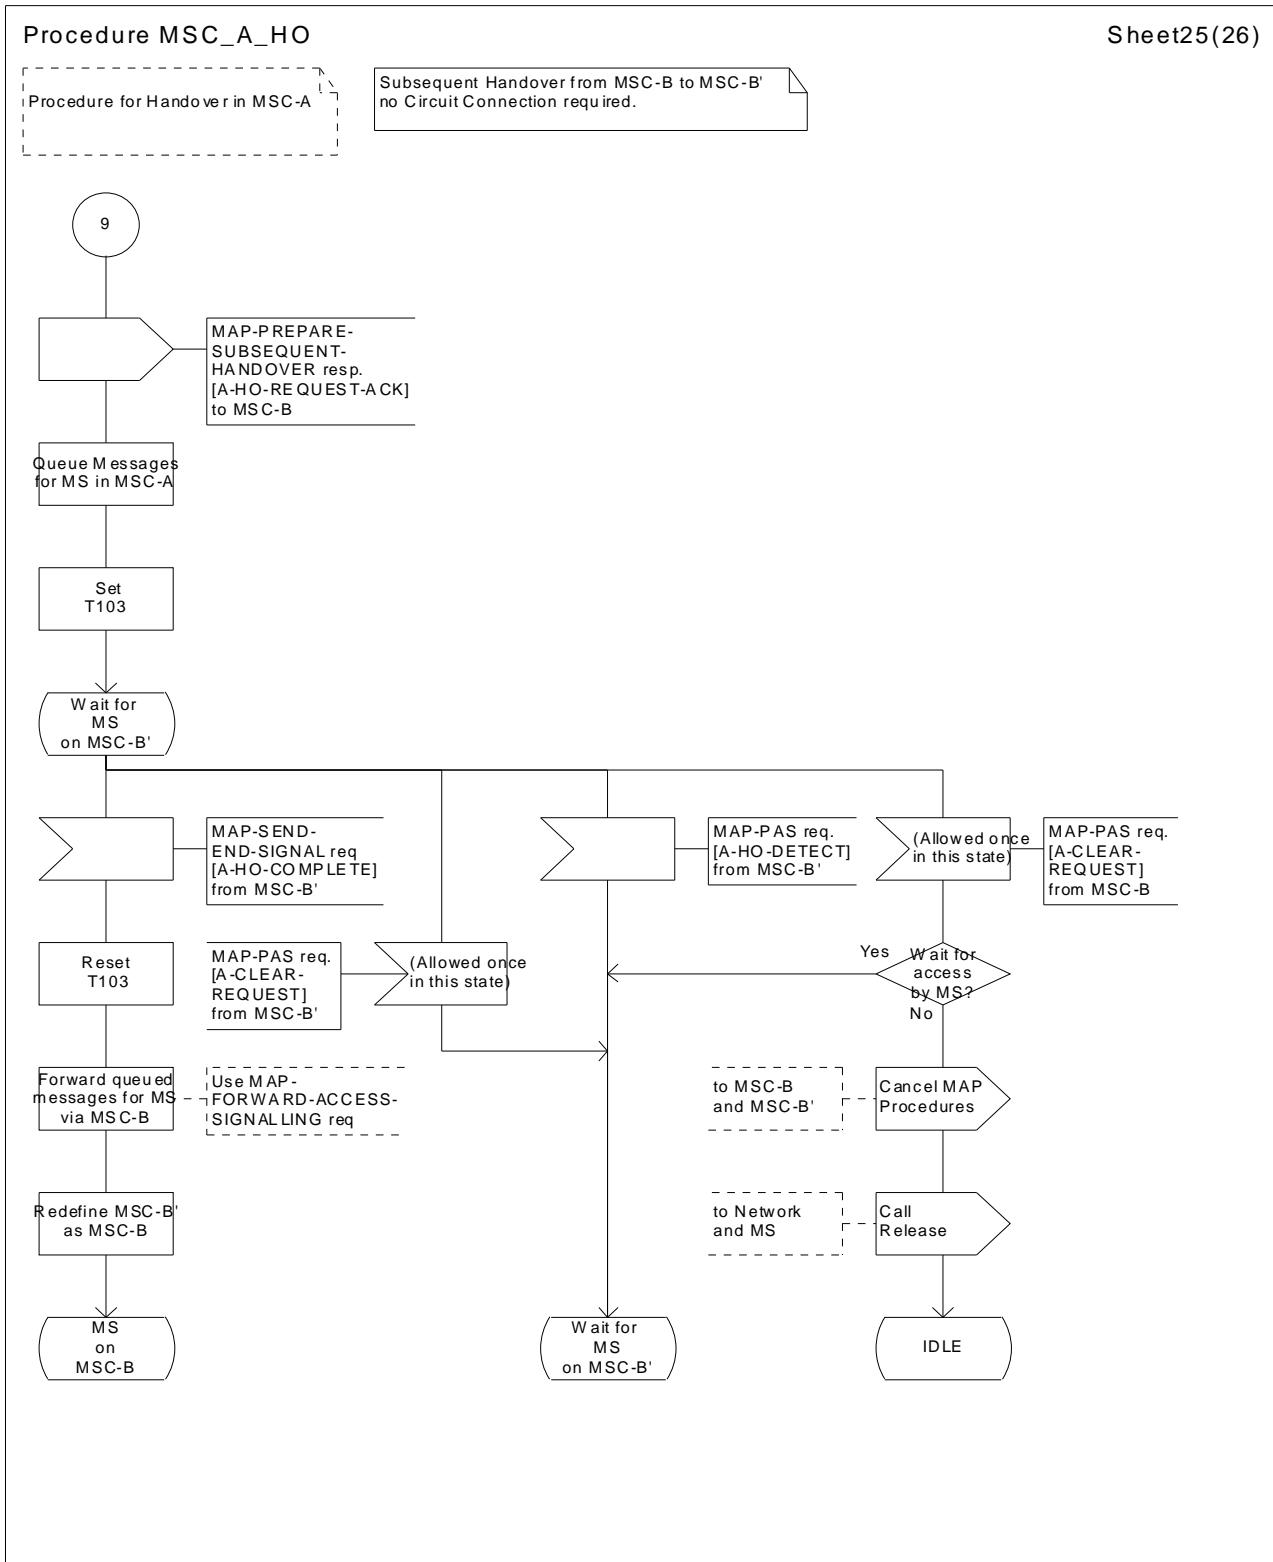 Procedure MSC_A_HO
Sheet25(26)
Procedure for Handover in MSC-A
Subsequent Handover from MSC-B to MSC-B'
no Circuit Connection required.
9
MAP-PREPARE-
SUBSEQUENT-
HANDOVER resp.
[A-HO-REQUEST-ACK]
to MSC-B
Queue Messages
for MS in MSC-A
Set
T103
Wait for
MS
on MSC-B'
MAP-SEND-
END-SIGNAL req
[A-HO-COMPLETE]
from MSC-B'
MAP-PAS req.
[A-HO-DETECT]
from MSC-B'
(Allowed once
in this state)
MAP-PAS req.
[A-CLEAR-
REQUEST]
from MSC-B
Reset
T103
MAP-PAS req.
[A-CLEAR-
REQUEST]
from MSC-B'
(Allowed once
in this state)
Yes
Wait for
access
by MS?
No
Forward queued
messages for MS
via MSC-B
Use MAP-
FORWARD-ACCESS-
SIGNALLING req
to MSC-B
and MSC-B'
Cancel MAP
Procedures
Redefine MSC-B'
as MSC-B
to Network
and MS
Call
Release
MS
on
MSC-B
Wait for
MS
on MSC-B'
IDLE